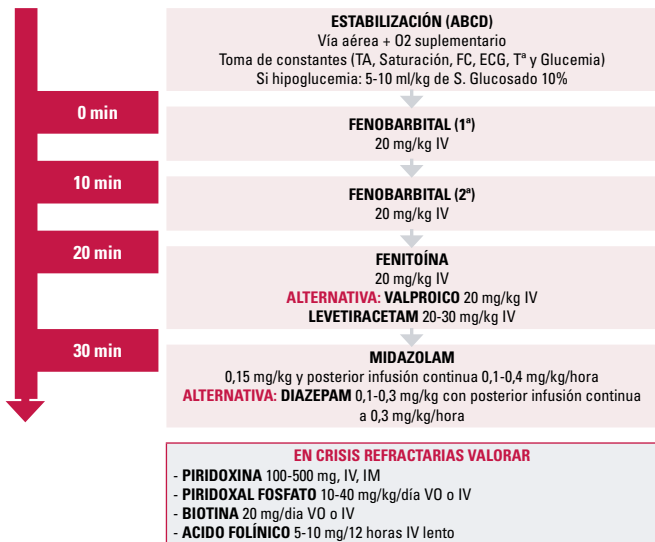 ESTABILIZACIÓN (ABCD)
Vía aérea + O2 suplementario
Toma de constantes (TA, Saturación, FC, ECG, Tª y Glucemia)
Si hipoglucemia: 5-10 ml/kg de S. Glucosado 10%
0 min
FENOBARBITAL (1ª)
20 mg/kg IV
10 min
FENOBARBITAL (2ª)
20 mg/kg IV
20 min
FENITOÍNA
20 mg/kg IV
ALTERNATIVA: VALPROICO 20 mg/kg IV
LEVETIRACETAM 20-30 mg/kg IV
30 min
MIDAZOLAM
0,15 mg/kg y posterior infusión continua 0,1-0,4 mg/kg/hora
ALTERNATIVA: DIAZEPAM 0,1-0,3 mg/kg con posterior infusión continua
a 0,3 mg/kg/hora
EN CRISIS REFRACTARIAS VALORAR
- PIRIDOXINA 100-500 mg, IV, IM
- PIRIDOXAL FOSFATO 10-40 mg/kg/día VO o IV
- BIOTINA 20 mg/dia VO o IV
- ACIDO FOLÍNICO 5-10 mg/12 horas IV lento